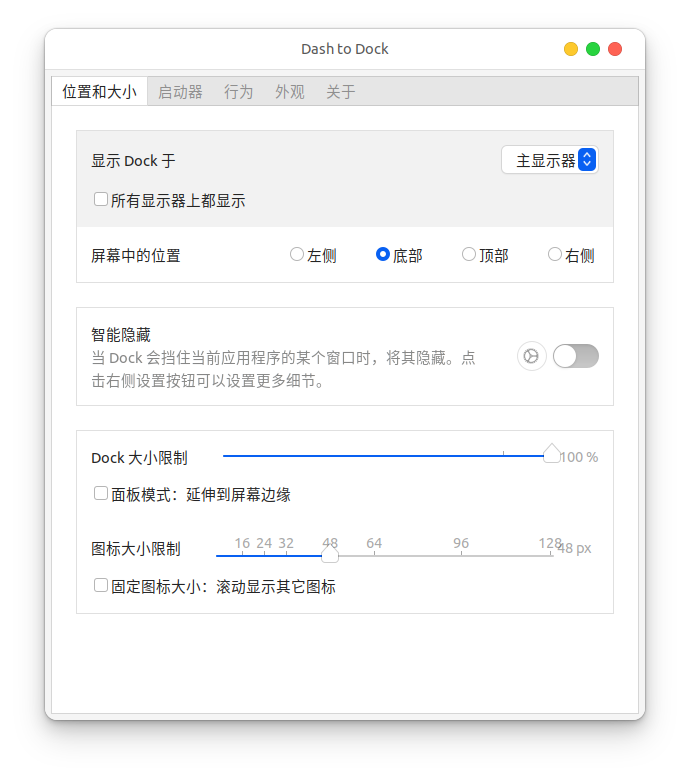 Dash to Dock
位置和大小 启动器 行为 外观 关于
显示 Dock 于 主显示器
所有显示器上都显示
屏幕中的位置 左侧 底部 顶部 右侧
智能隐藏
当 Dock 会挡住当前应用程序的某个窗口时，将其隐藏。点
击右侧设置按钮可以设置更多细节。
Dock 大小限制 100 %
面板模式：延伸到屏幕边缘
16 24 32 48 64 96 128
图标大小限制 48 px
固定图标大小：滚动显示其它图标